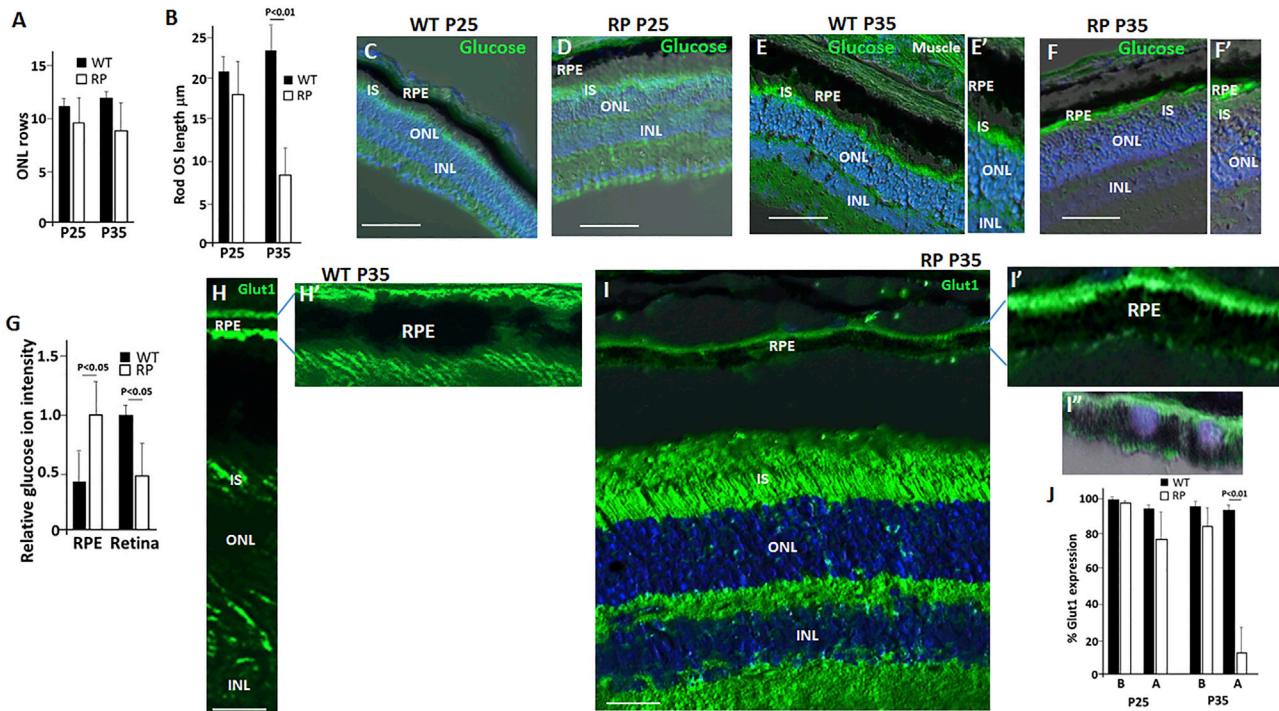 A
ONL rows
15
10
5
0
WT
RP
P25
P35
B
Rod OS length μm
25
20
15
10
5
0
P<0.01
WT
RP
P25
P35
WT P25
C
Glucose
RPE
IS
ONL
INL
RP P25
D
Glucose
RPE
IS
ONL
INL
WT P35
E
Glucose
Muscle
RPE
IS
ONL
INL
E'
RPE
IS
ONL
INL
RP P35
F
Glucose
RPE
IS
ONL
INL
F'
RPE
IS
ONL
G
Relative glucose ion intensity
1.5
1.0
0.5
0
WT
RP
P<0.05
P<0.05
RPE
Retina
WT P35
H
Glut1
RPE
IS
ONL
INL
H'
RPE
RP P35
I
Glut1
RPE
IS
ONL
INL
I'
RPE
I''
J
% Glut1 expression
100
80
60
40
20
0
WT
RP
P<0.01
B A B A
P25 P35